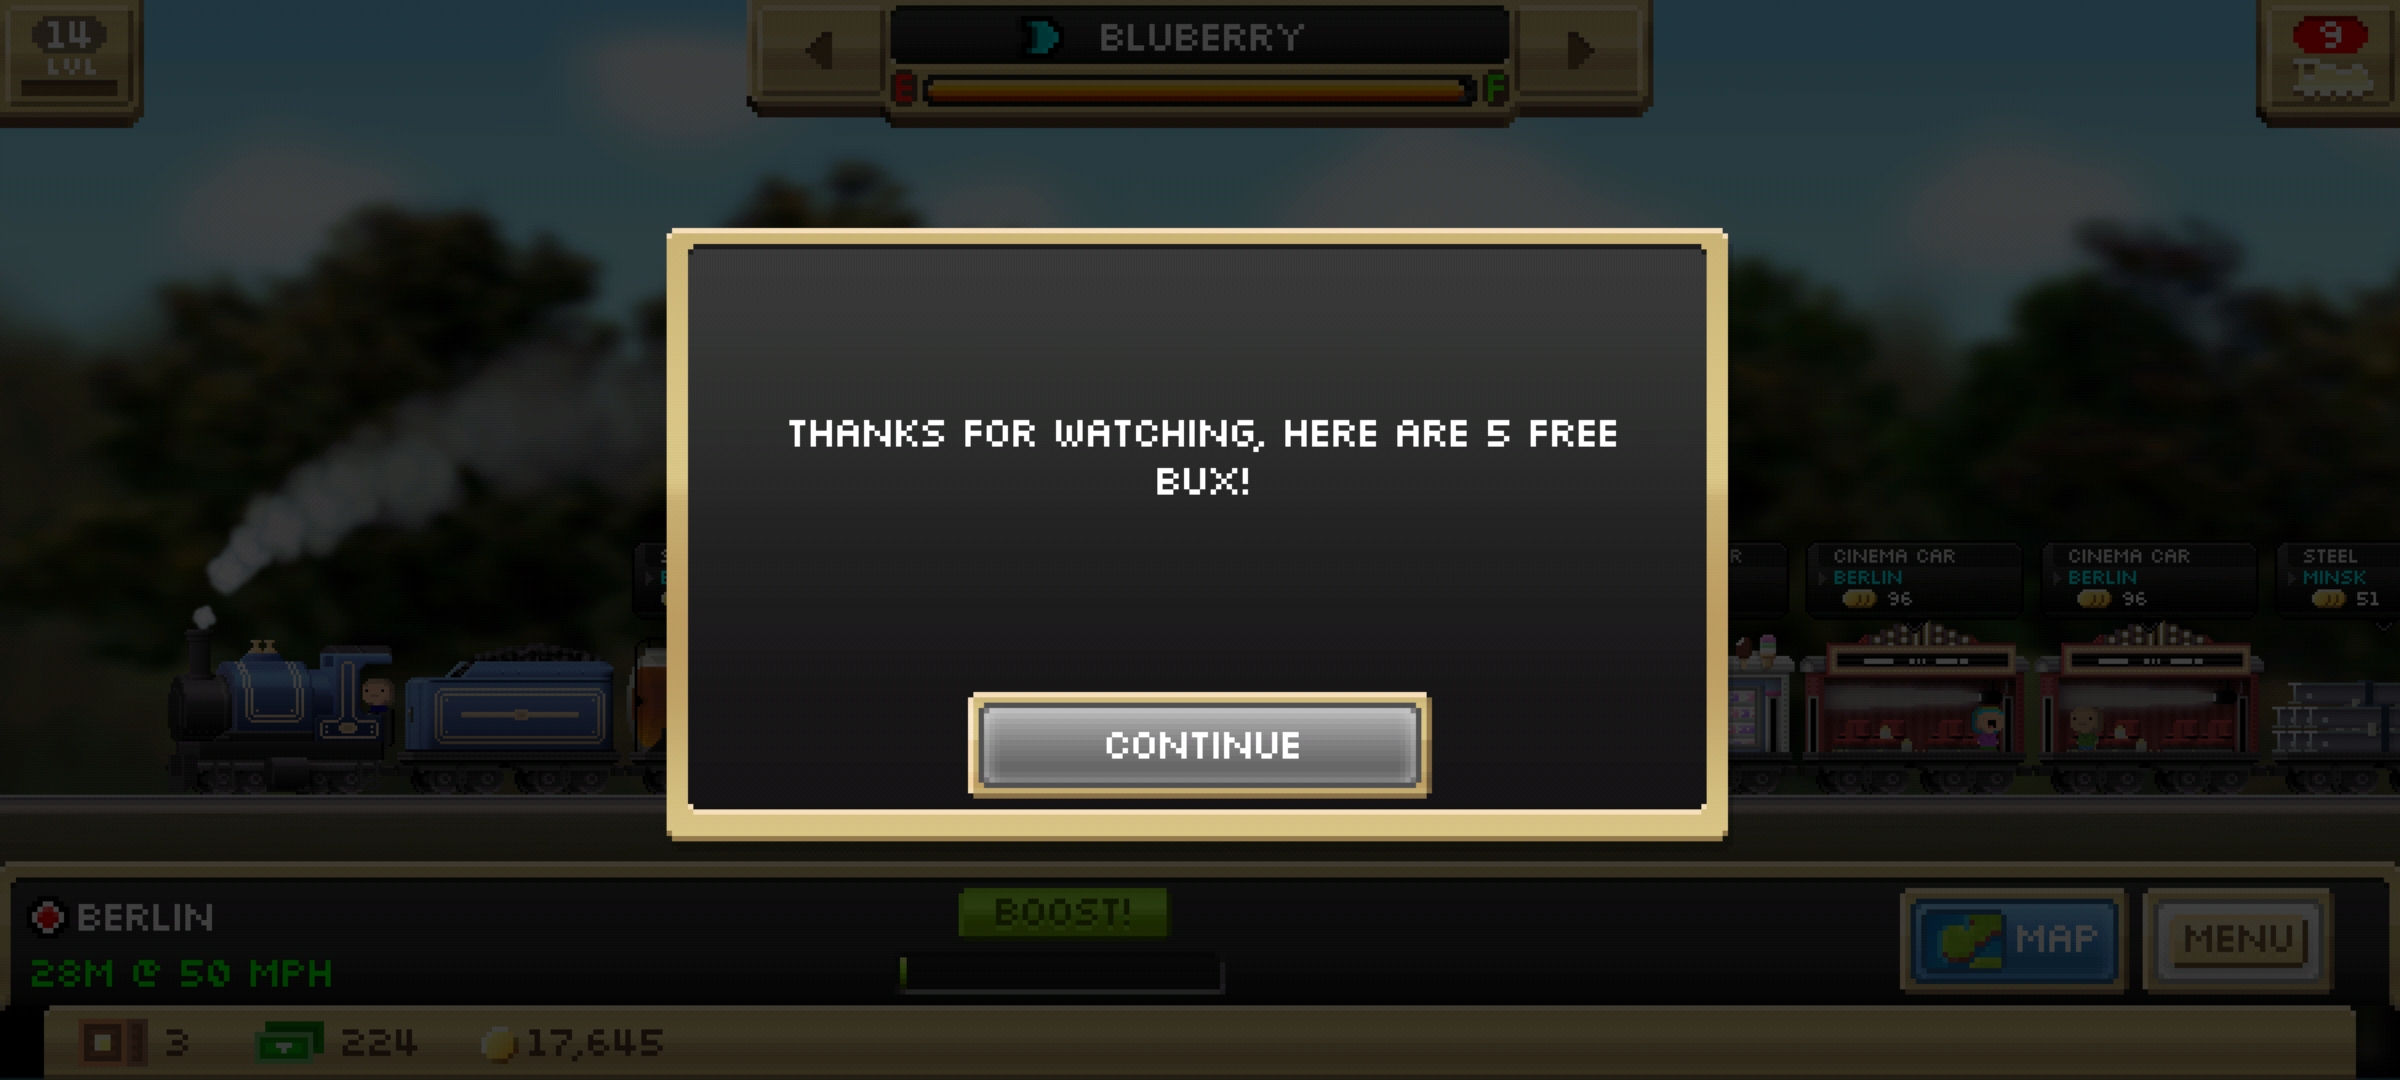 14
LVL
BLUBERRY
E F
9
THANKS FOR WATCHING, HERE ARE 5 FREE
BUX!
CONTINUE
CINEMA CAR
BERLIN
96
CINEMA CAR
BERLIN
96
STEEL
MINSK
51
BERLIN
28M @ 50 MPH
BOOST!
MAP
MENU
3
224
17,645